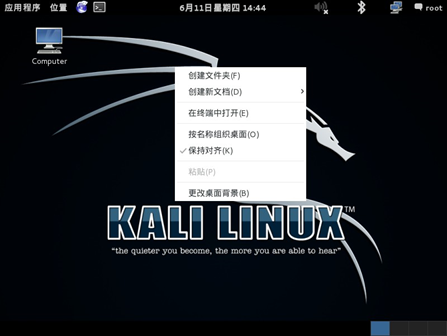 应用程序 位置 6月11日星期四 14:44 root
Computer
创建文件夹(F)
创建新文档(D)
在终端中打开(E)
按名称组织桌面(O)
保持对齐(K)
粘贴(P)
更改桌面背景(B)
KALI LINUX™
“the quieter you become, the more you are able to hear”